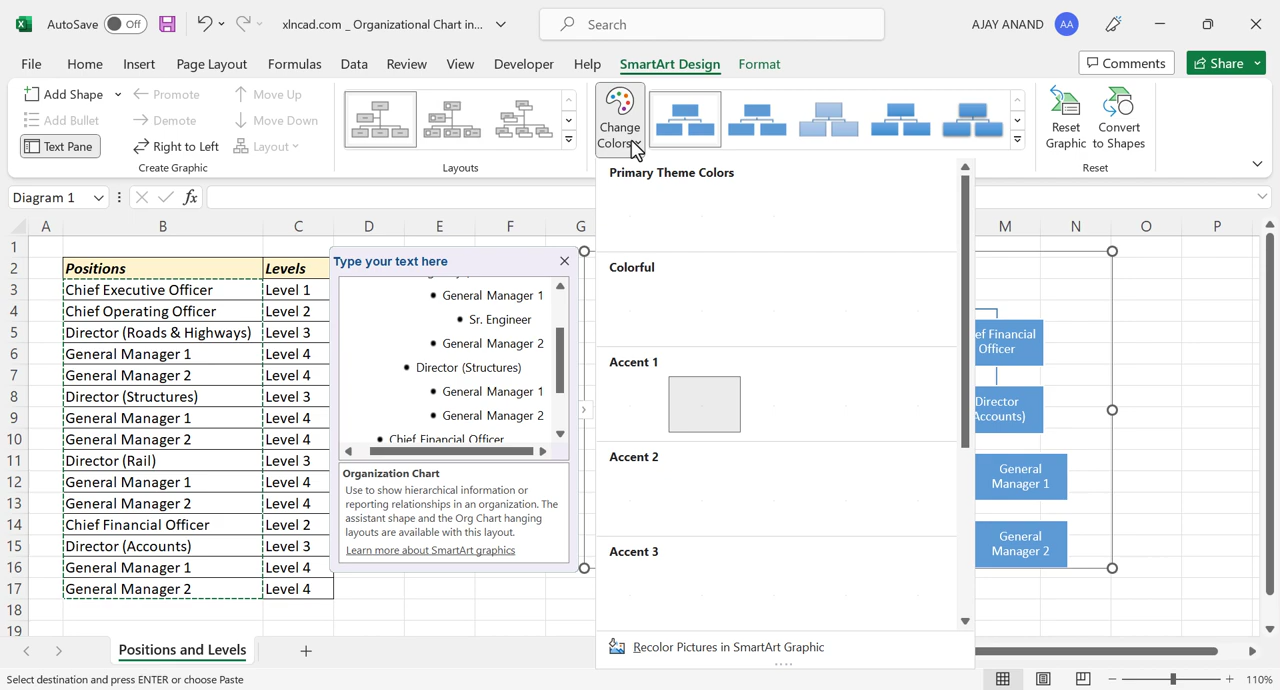 AutoSave Off xlncad.com _ Organizational Chart in... Search AJAY ANAND AA
File Home Insert Page Layout Formulas Data Review View Developer Help SmartArt Design Format Comments Share
Add Shape Promote Move Up
Add Bullet Demote Move Down
Text Pane Right to Left Layout
Create Graphic
Layouts
Change
Colors
Reset
Graphic
Convert
to Shapes
Reset
Diagram 1 fx
A B C D E F G M N O P
1
2 Positions Levels
3 Chief Executive Officer Level 1
4 Chief Operating Officer Level 2
5 Director (Roads & Highways) Level 3
6 General Manager 1 Level 4
7 General Manager 2 Level 4
8 Director (Structures) Level 3
9 General Manager 1 Level 4
10 General Manager 2 Level 4
11 Director (Rail) Level 3
12 General Manager 1 Level 4
13 General Manager 2 Level 4
14 Chief Financial Officer Level 2
15 Director (Accounts) Level 3
16 General Manager 1 Level 4
17 General Manager 2 Level 4
18
19
Type your text here
General Manager 1
Sr. Engineer
General Manager 2
Director (Structures)
General Manager 1
General Manager 2
Chief Financial Officer
Organization Chart
Use to show hierarchical information or
reporting relationships in an organization. The
assistant shape and the Org Chart hanging
layouts are available with this layout.
Learn more about SmartArt graphics
Primary Theme Colors
Colorful
Accent 1
Accent 2
Accent 3
Recolor Pictures in SmartArt Graphic
ef Financial
Officer
Director
Accounts)
General
Manager 1
General
Manager 2
Positions and Levels
Select destination and press ENTER or choose Paste 110%